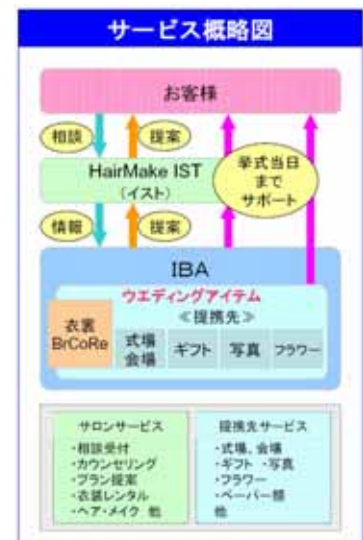 サービス概略図
お客様
相談
提案
HairMake IST
(イスト)
挙式当日
まで
サポート
情報
提案
IBA
ウエディングアイテム
≪提携先≫
衣裏
BrCoRe
式場
会場
ギフト
写真
フラワー
サロンサービス
・相談受付
・カウンセリング
・プラン提案
・衣装レンタル
・ヘア・メイク 他
提携先サービス
・式場、会場
・ギフト ・写真
・フラワー
・ペーパー類
他